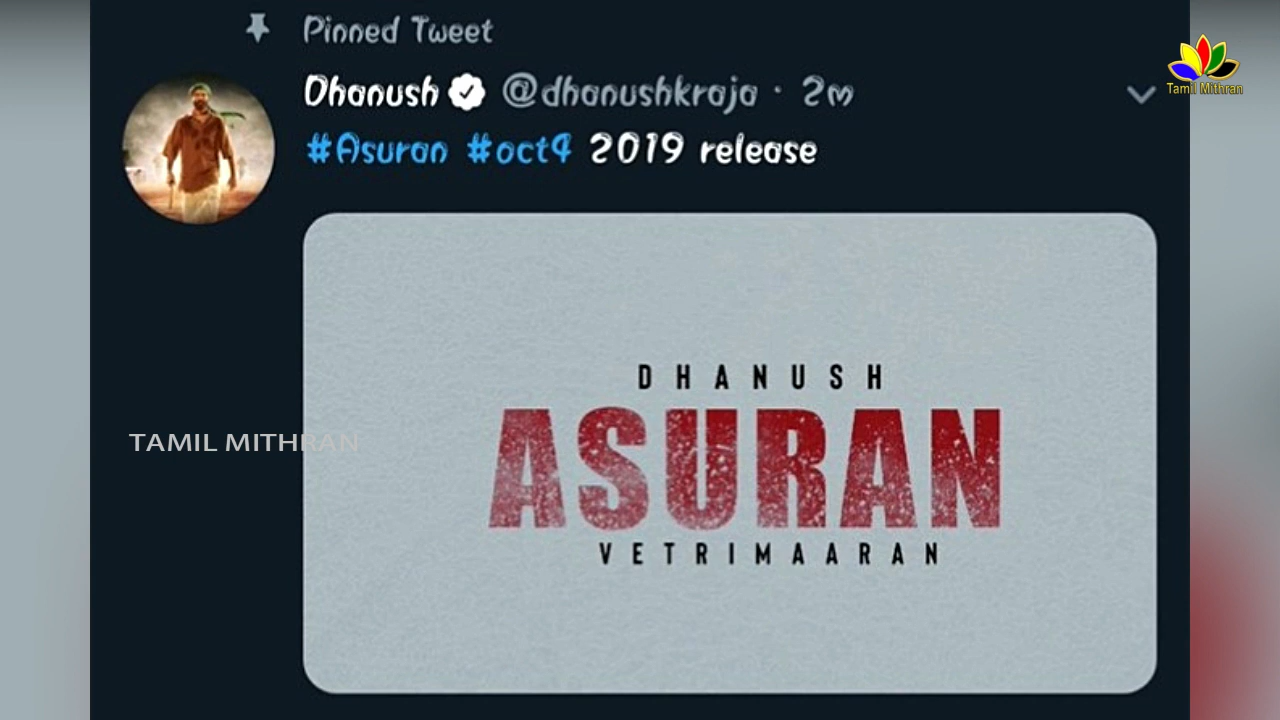 Pinned Tweet
Dhanush @dhanushkraja · 2m
#Asuran #oct4 2019 release
Tamil Mithran
DHANUSH
ASURAN
VETRIMAARAN
TAMIL MITHRAN